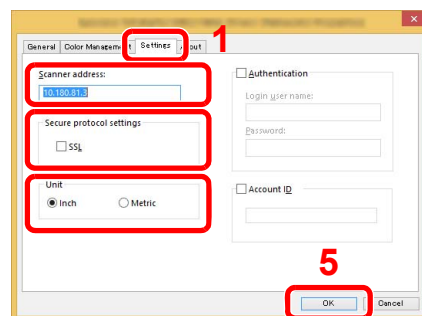 1
General Color Management Settings About
Scanner address:
10.180.81.3
Secure protocol settings
SSL
Unit
Inch Metric
Authentication
Login user name:
Password:
Account ID
5
OK Cancel